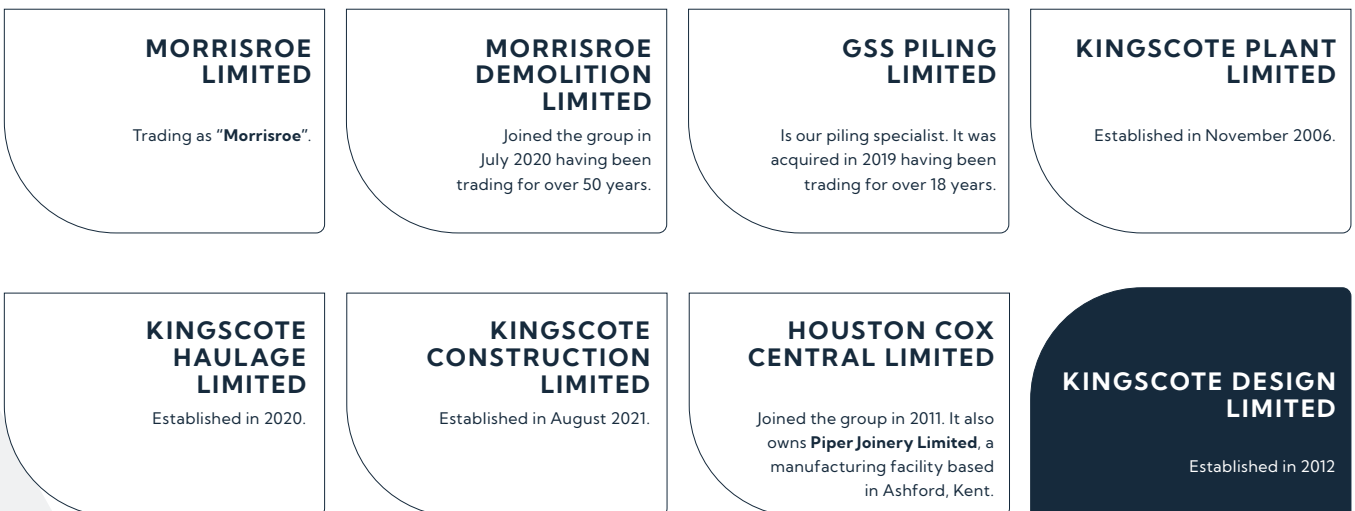 MORRISROE
LIMITED
Trading as “Morrisroe”.
MORRISROE
DEMOLITION
LIMITED
Joined the group in
July 2020 having been
trading for over 50 years.
GSS PILING
LIMITED
Is our piling specialist. It was
acquired in 2019 having been
trading for over 18 years.
KINGSCOTE PLANT
LIMITED
Established in November 2006.
KINGSCOTE
HAULAGE
LIMITED
Established in 2020.
KINGSCOTE
CONSTRUCTION
LIMITED
Established in August 2021.
HOUSTON COX
CENTRAL LIMITED
Joined the group in 2011. It also
owns Piper Joinery Limited, a
manufacturing facility based
in Ashford, Kent.
KINGSCOTE DESIGN
LIMITED
Established in 2012